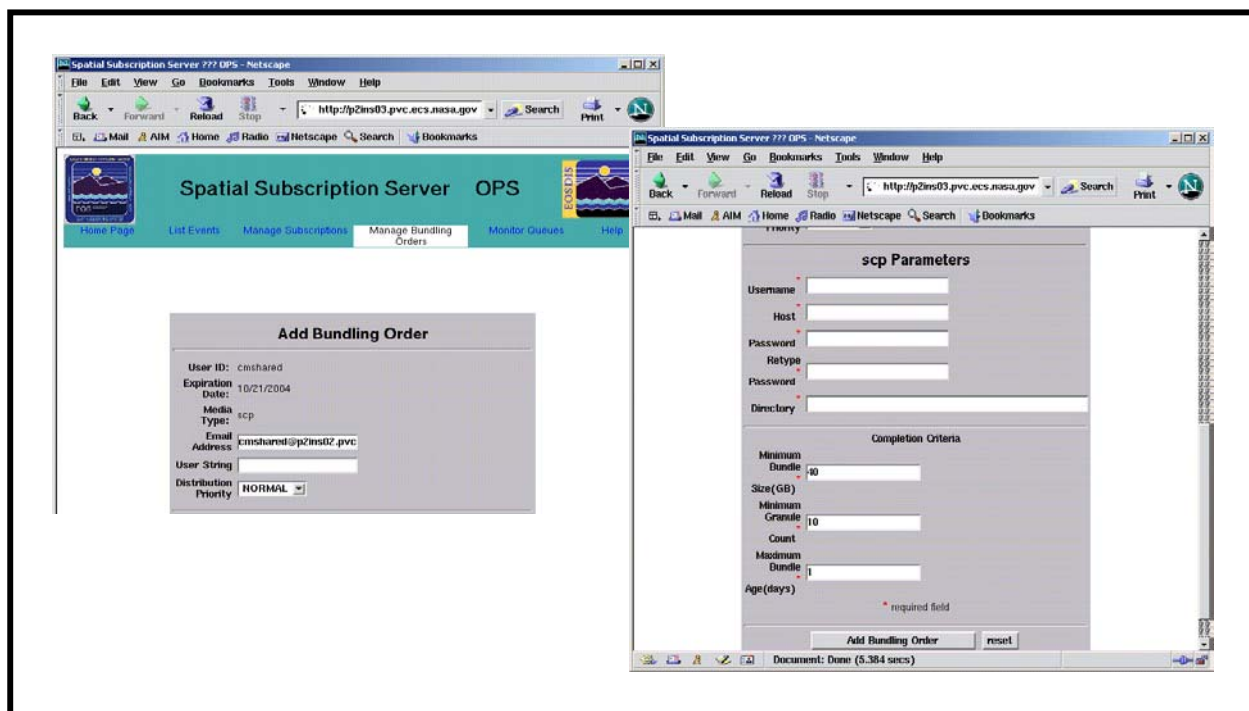 Spatial Subscription Server ??? OPS - Netscape
File Edit View Go Bookmarks Tools Window Help
Back Forward Reload Stop http://p2ins03.pvc.ecs.nasa.gov Search Print
Mail AIM Home Radio Netscape Search Bookmarks
Spatial Subscription Server OPS
EOSDIS
Home Page List Events Manage Subscriptions Manage Bundling Orders Monitor Queues Help
Add Bundling Order
User ID: cmshared
Expiration Date: 10/21/2004
Media Type: scp
Email Address cmshared@p2ins02.pvc
User String
Distribution Priority NORMAL
Spatial Subscription Server ??? OPS - Netscape
File Edit View Go Bookmarks Tools Window Help
Back Forward Reload Stop http://p2ins03.pvc.ecs.nasa.gov Search Print
Mail AIM Home Radio Netscape Search Bookmarks
Priority
scp Parameters
* Username
* Host
* Password
Retype * Password
* Directory
Completion Criteria
Minimum Bundle * Size(GB) 10
Minimum Granule * Count 10
Maximum Bundle * Age(days) 1
* required field
Add Bundling Order reset
Document: Done (5.384 secs)